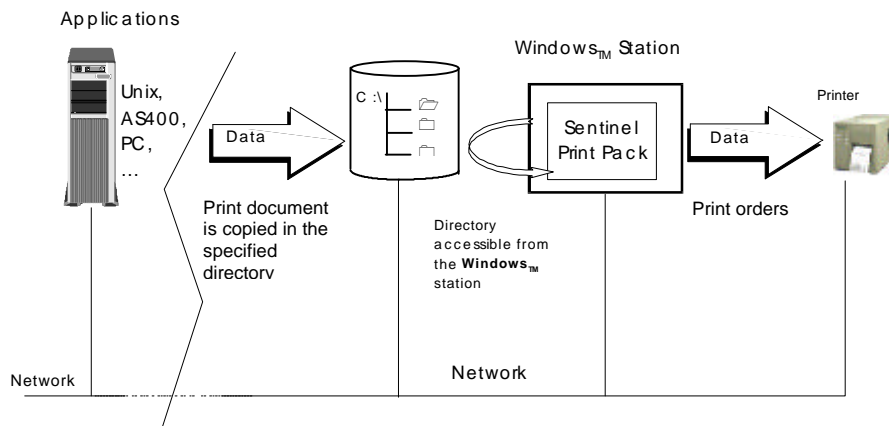 Applications
Unix,
AS400,
PC,
...
Data
Print document
is copied in the
specified
directory
C :\
Directory
accessible from
the Windows™
station
Windows™ Station
Sentinel
Print Pack
Data
Print orders
Printer
Network
Network